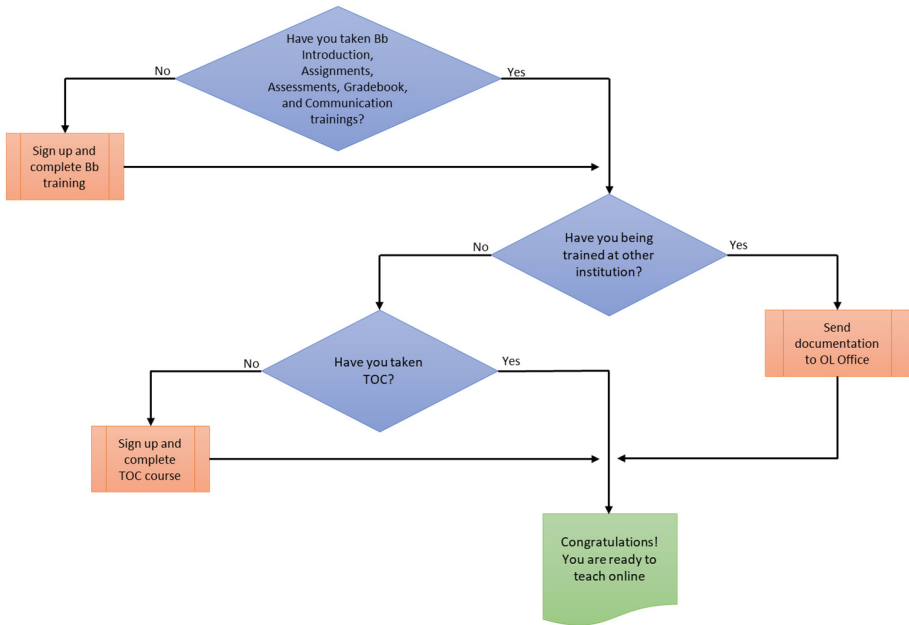 Have you taken Bb
Introduction,
Assignments,
Assessments, Gradebook,
and Communication
trainings?
No
Yes
Sign up and
complete Bb
training
Have you being
trained at other
institution?
No
Yes
Send
documentation
to OL Office
Have you taken
TOC?
No
Yes
Sign up and
complete
TOC course
Congratulations!
You are ready to
teach online